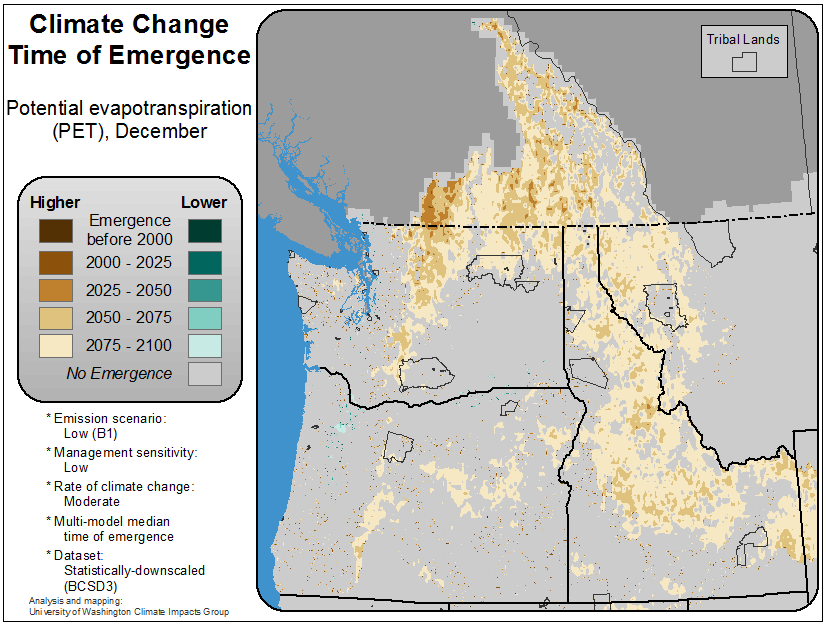 Climate Change
Time of Emergence
Potential evapotranspiration
(PET), December
Higher
Lower
Emergence
before 2000
2000 - 2025
2025 - 2050
2050 - 2075
2075 - 2100
No Emergence
* Emission scenario:
Low (B1)
* Management sensitivity:
Low
* Rate of climate change:
Moderate
* Multi-model median
time of emergence
* Dataset:
Statistically-downscaled
(BCSD3)
Analysis and mapping:
University of Washington Climate Impacts Group
Tribal Lands